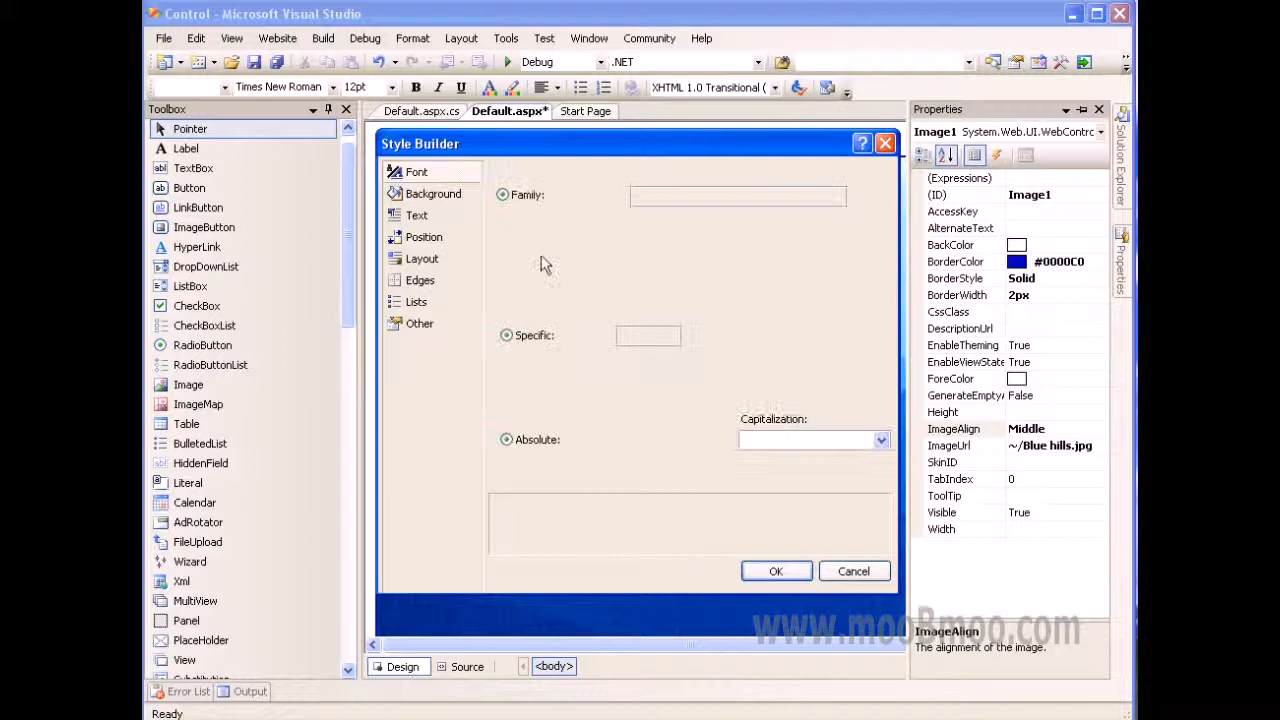 Control - Microsoft Visual Studio
File Edit View Website Build Debug Format Layout Tools Test Window Community Help
Debug .NET
Times New Roman 12pt B I U A XHTML 1.0 Transitional (
Toolbox
Pointer
Label
TextBox
Button
LinkButton
ImageButton
HyperLink
DropDownList
ListBox
CheckBox
CheckBoxList
RadioButton
RadioButtonList
Image
ImageMap
Table
BulletedList
HiddenField
Literal
Calendar
AdRotator
FileUpload
Wizard
Xml
MultiView
Panel
PlaceHolder
View
Default.aspx.cs Default.aspx* Start Page
Style Builder
Font
Background
Text
Position
Layout
Edges
Lists
Other
Family:
Specific:
Absolute:
Capitalization:
OK Cancel
Design Source <body>
Properties
Image1 System.Web.UI.WebContrc
(Expressions)
(ID) Image1
AccessKey
AlternateText
BackColor
BorderColor #0000C0
BorderStyle Solid
BorderWidth 2px
CssClass
DescriptionUrl
EnableTheming True
EnableViewState True
ForeColor
GenerateEmptyA False
Height
ImageAlign Middle
ImageUrl ~/Blue hills.jpg
SkinID
TabIndex 0
ToolTip
Visible True
Width
ImageAlign
The alignment of the image.
Solution Explorer
Properties
www.mooBmoo.com
Error List Output
Ready